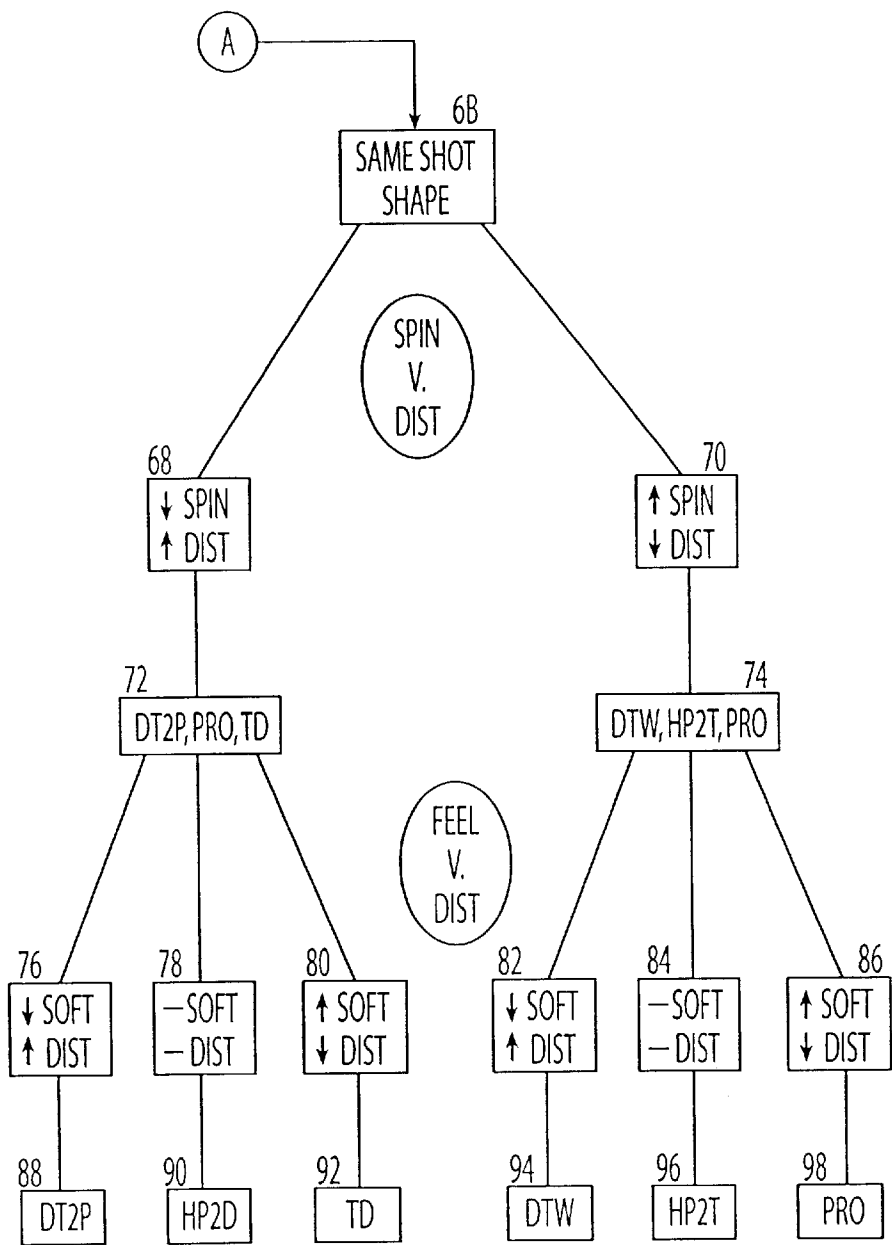 A
6B
SAME SHOT
SHAPE
SPIN
V.
DIST
68
↓ SPIN
↑ DIST
70
↑ SPIN
↓ DIST
72
DT2P, PRO, TD
74
DTW, HP2T, PRO
FEEL
V.
DIST
76
↓ SOFT
↑ DIST
78
– SOFT
– DIST
80
↑ SOFT
↓ DIST
82
↓ SOFT
↑ DIST
84
– SOFT
– DIST
86
↑ SOFT
↓ DIST
88
DT2P
90
HP2D
92
TD
94
DTW
96
HP2T
98
PRO